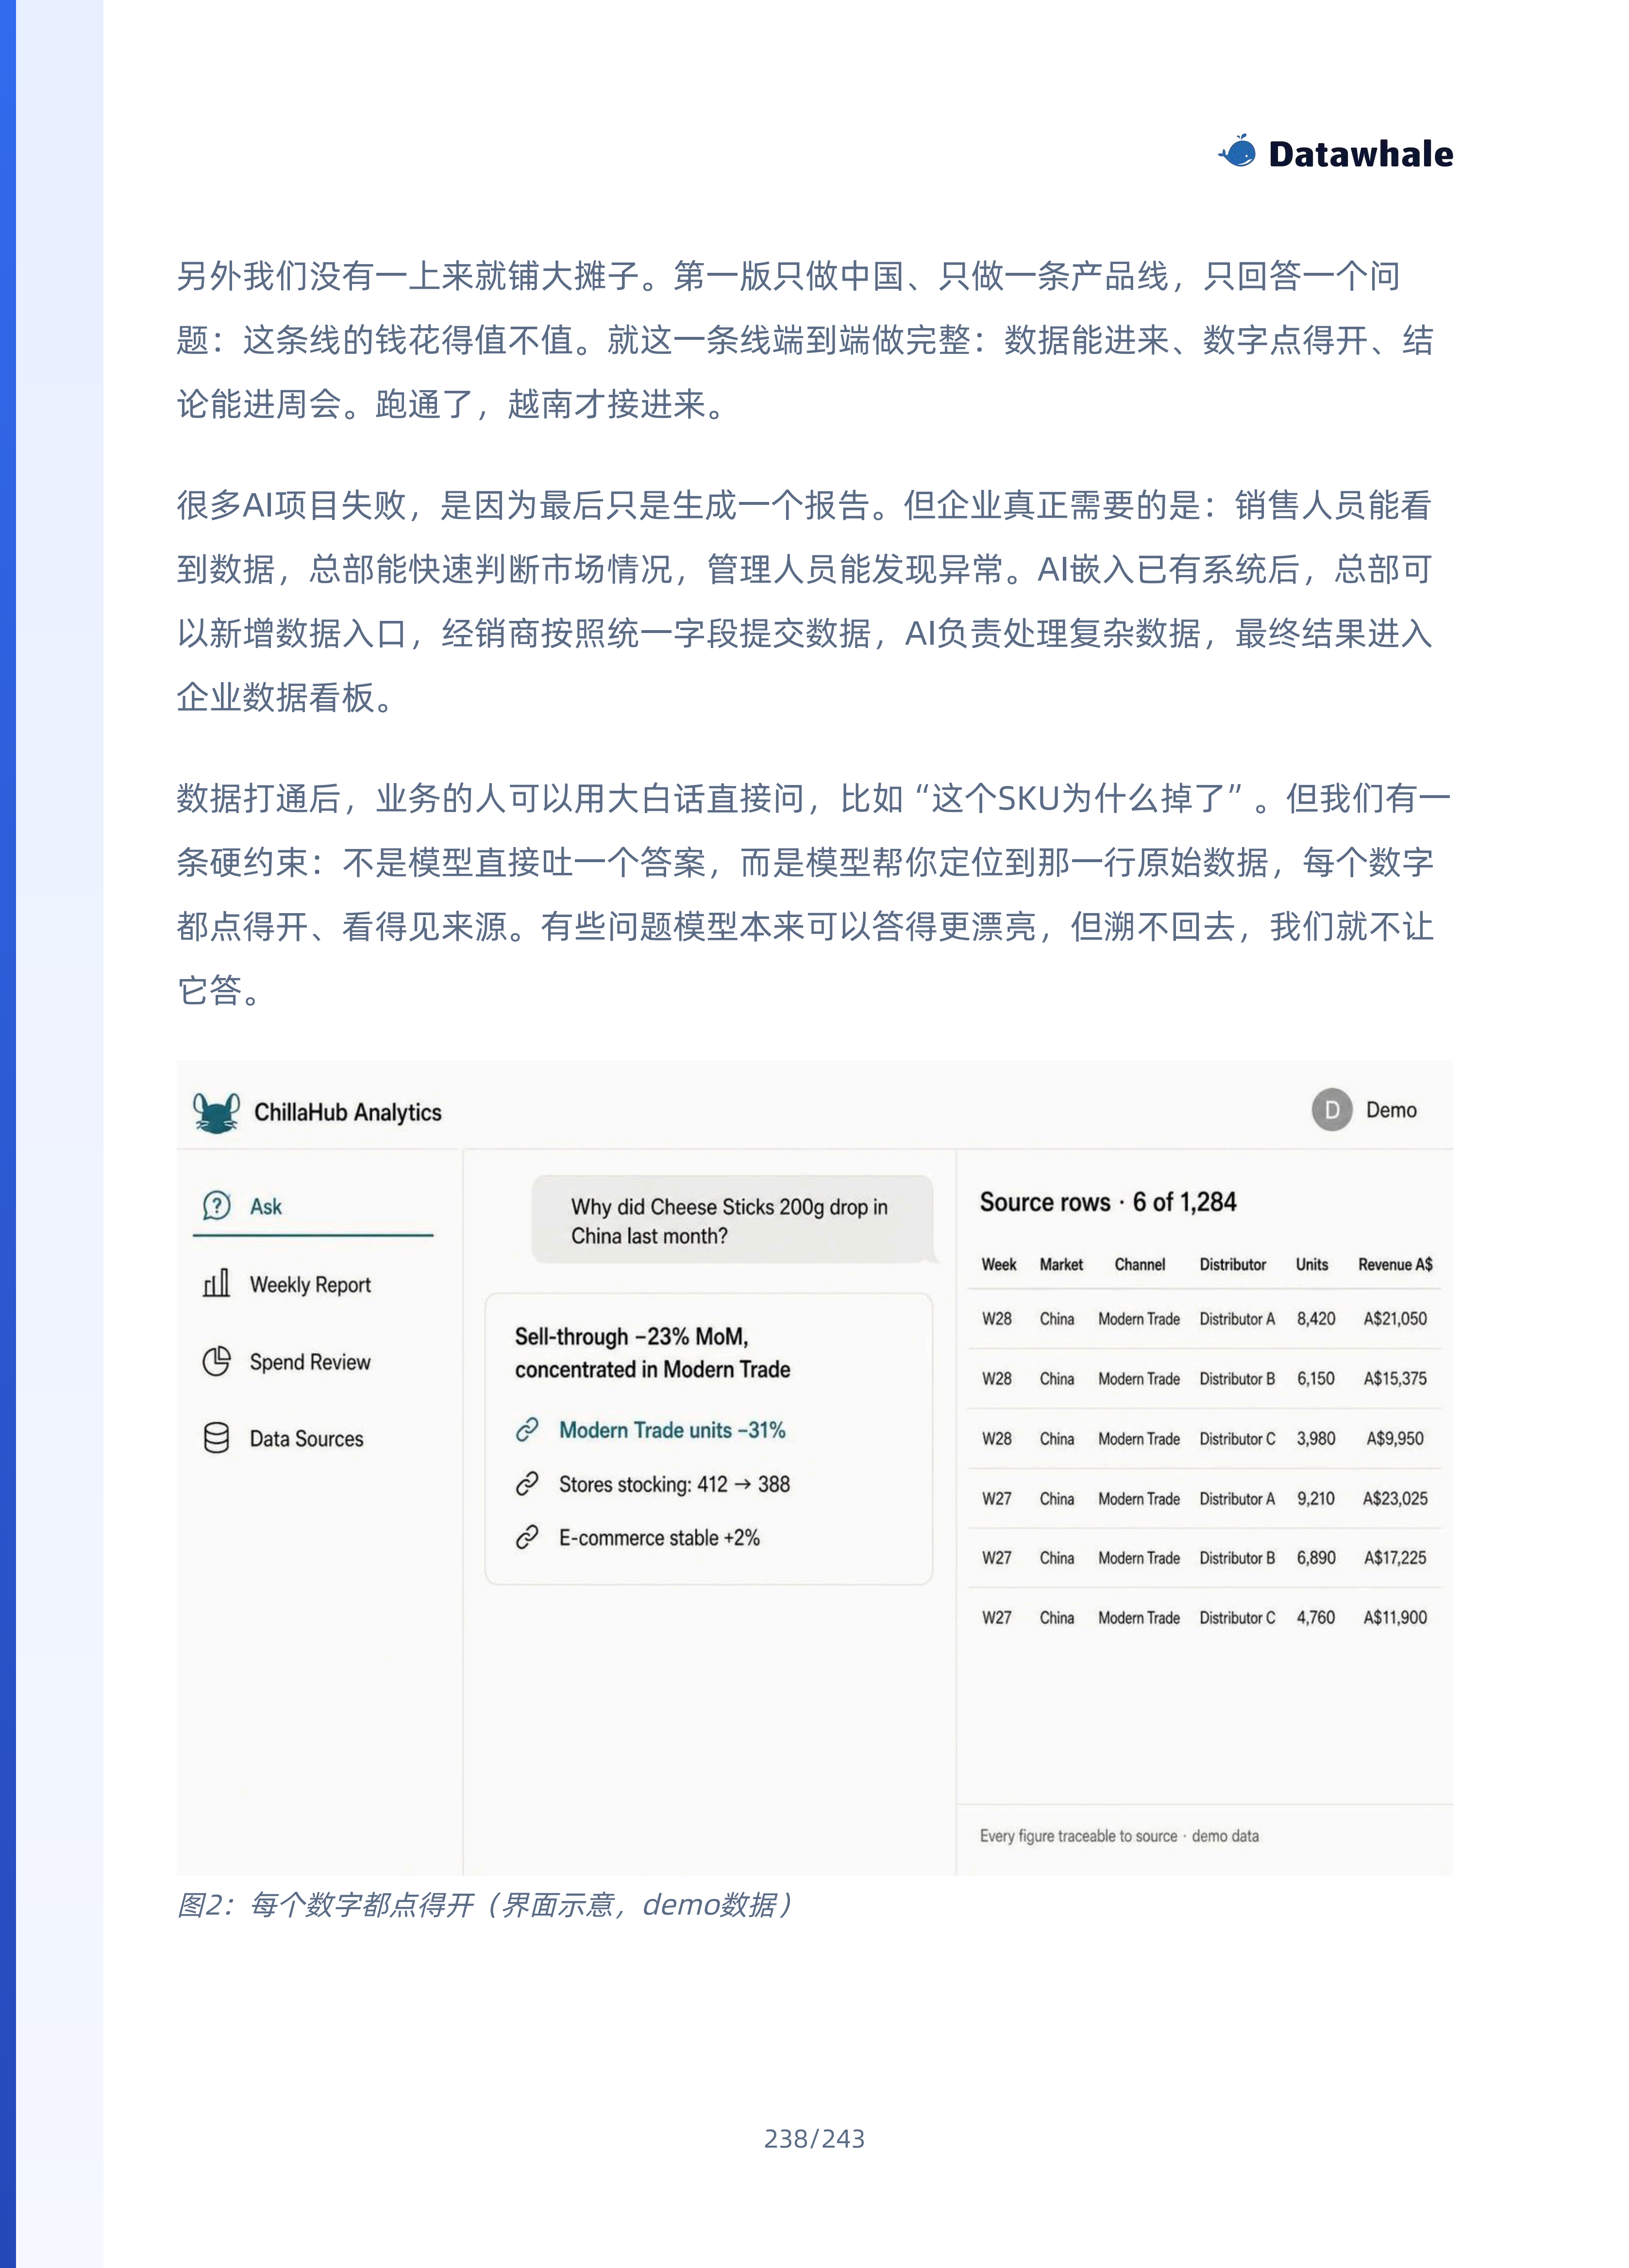 Datawhale
另外我们没有一上来就铺大摊子。第一版只做中国、只做一条产品线，只回答一个问
题：这条线的钱花得值不值。就这一条线端到端做完整：数据能进来、数字点得开、结
论能进周会。跑通了，越南才接进来。
很多AI项目失败，是因为最后只是生成一个报告。但企业真正需要的是：销售人员能看
到数据，总部能快速判断市场情况，管理人员能发现异常。AI嵌入已有系统后，总部可
以新增数据入口，经销商按照统一字段提交数据，AI负责处理复杂数据，最终结果进入
企业数据看板。
数据打通后，业务的人可以用大白话直接问，比如“这个SKU为什么掉了”。但我们有一
条硬约束：不是模型直接吐一个答案，而是模型帮你定位到那一行原始数据，每个数字
都点得开、看得见来源。有些问题模型本来可以答得更漂亮，但溯不回去，我们就不让
它答。
ChillaHub Analytics
D Demo
Ask
Weekly Report
Spend Review
Data Sources
Why did Cheese Sticks 200g drop in
China last month?
Sell-through −23% MoM,
concentrated in Modern Trade
Modern Trade units −31%
Stores stocking: 412 → 388
E-commerce stable +2%
Source rows · 6 of 1,284
Week Market Channel Distributor Units Revenue A$
W28 China Modern Trade Distributor A 8,420 A$21,050
W28 China Modern Trade Distributor B 6,150 A$15,375
W28 China Modern Trade Distributor C 3,980 A$9,950
W27 China Modern Trade Distributor A 9,210 A$23,025
W27 China Modern Trade Distributor B 6,890 A$17,225
W27 China Modern Trade Distributor C 4,760 A$11,900
Every figure traceable to source · demo data
图2：每个数字都点得开（界面示意，demo数据）
238/243